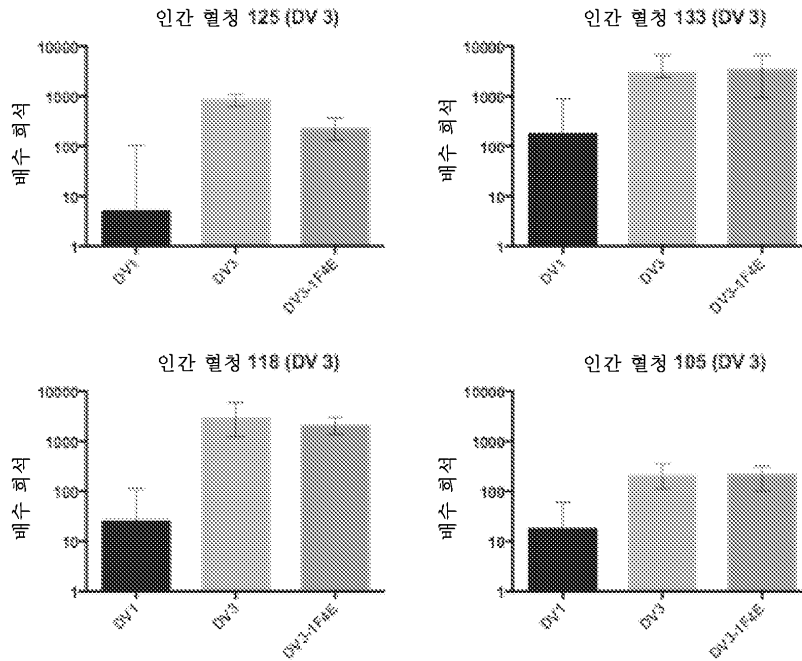 인간 혈청 125 (DV 3)
배수 희석
10000
1000
100
10
1
DV1
DV3
DV3-1F4E
인간 혈청 133 (DV 3)
배수 희석
10000
1000
100
10
1
DV1
DV3
DV3-1F4E
인간 혈청 118 (DV 3)
배수 희석
10000
1000
100
10
1
DV1
DV3
DV3-1F4E
인간 혈청 105 (DV 3)
배수 희석
10000
1000
100
10
1
DV1
DV3
DV3-1F4E